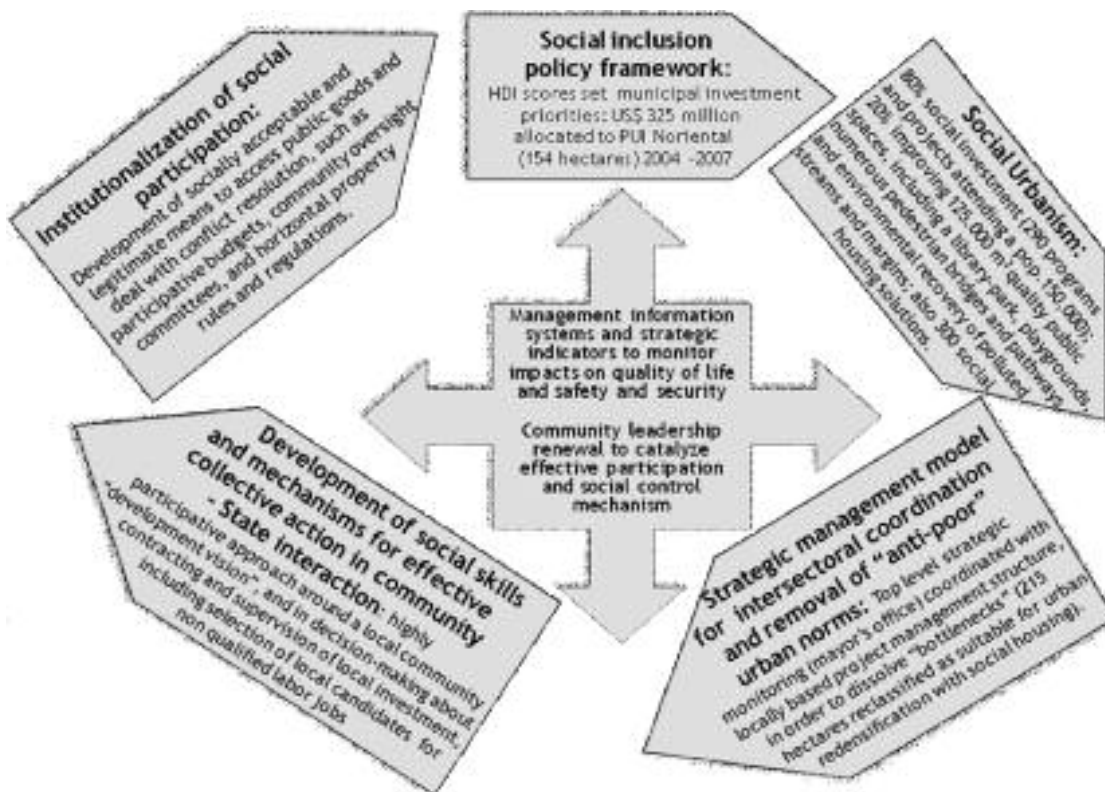 Social inclusion
policy framework:
HDI scores set municipal investment
priorities: US$ 325 million
allocated to PUI Noriental
(154 hectares) 2004 -2007
Social Urbanism:
80% social investment (290 programs
and projects attending a pop. 150,000);
20% improving 125,000 m² quality public
spaces, including a library park, playgrounds,
numerous pedestrian bridges and pathways,
and environmental recovery of polluted
streams and margins; also 300 social
housing solutions.
Strategic management model
for intersectoral coordination
and removal of "anti-poor"
urban norms: Top level strategic
monitoring (mayor's office) coordinated with
locally based project management structure,
in order to dissolve "bottlenecks" (215
hectares reclassified as suitable for urban
redensification with social housing).
Development of social skills
and mechanisms for effective
collective action in community
- State interaction: highly
participative approach around a local community
"development vision", and in decision-making about
contracting and supervision of local investment,
including selection of local candidates for
non qualified labor jobs
Institutionalization of social
participation:
Development of socially acceptable and
legitimate means to access public goods and
deal with conflict resolution, such as
participative budgets, community oversight
committees, and horizontal property
rules and regulations.
Management information
systems and strategic
indicators to monitor
impacts on quality of life
and safety and security
Community leadership
renewal to catalyze
effective participation
and social control
mechanism